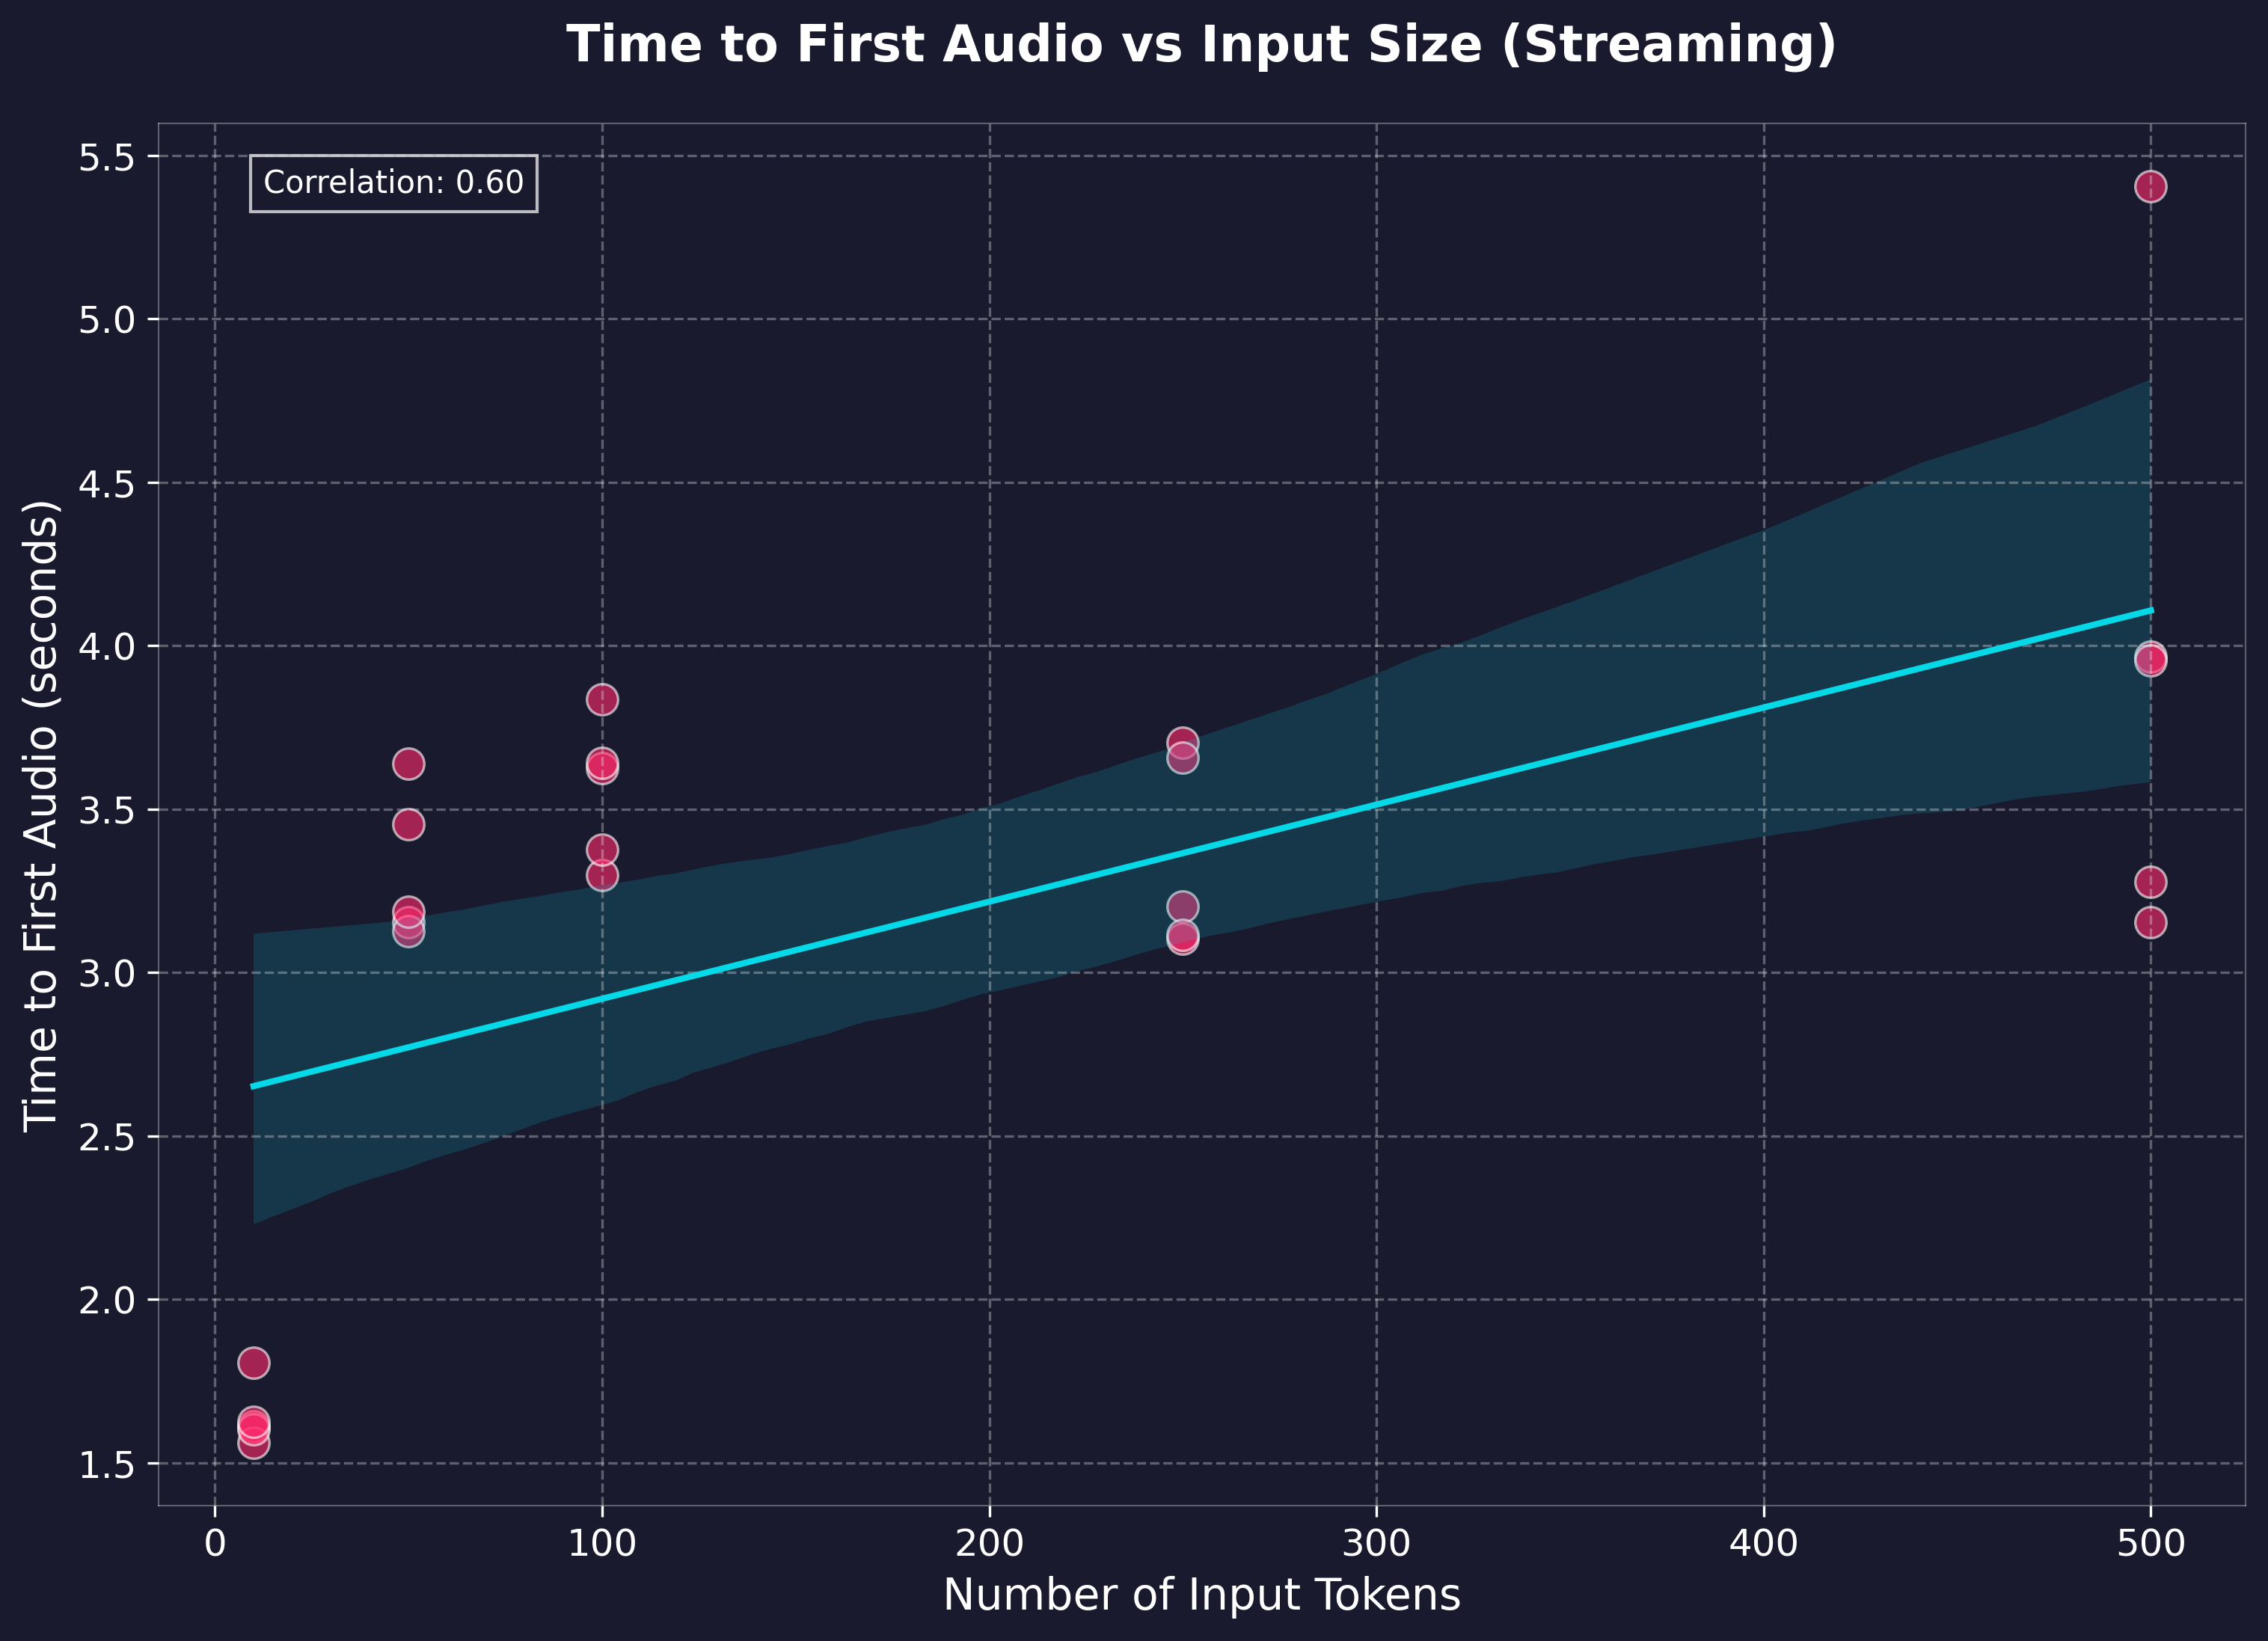 Time to First Audio vs Input Size (Streaming)
Correlation: 0.60
Time to First Audio (seconds)
5.5
5.0
4.5
4.0
3.5
3.0
2.5
2.0
1.5
0 100 200 300 400 500
Number of Input Tokens